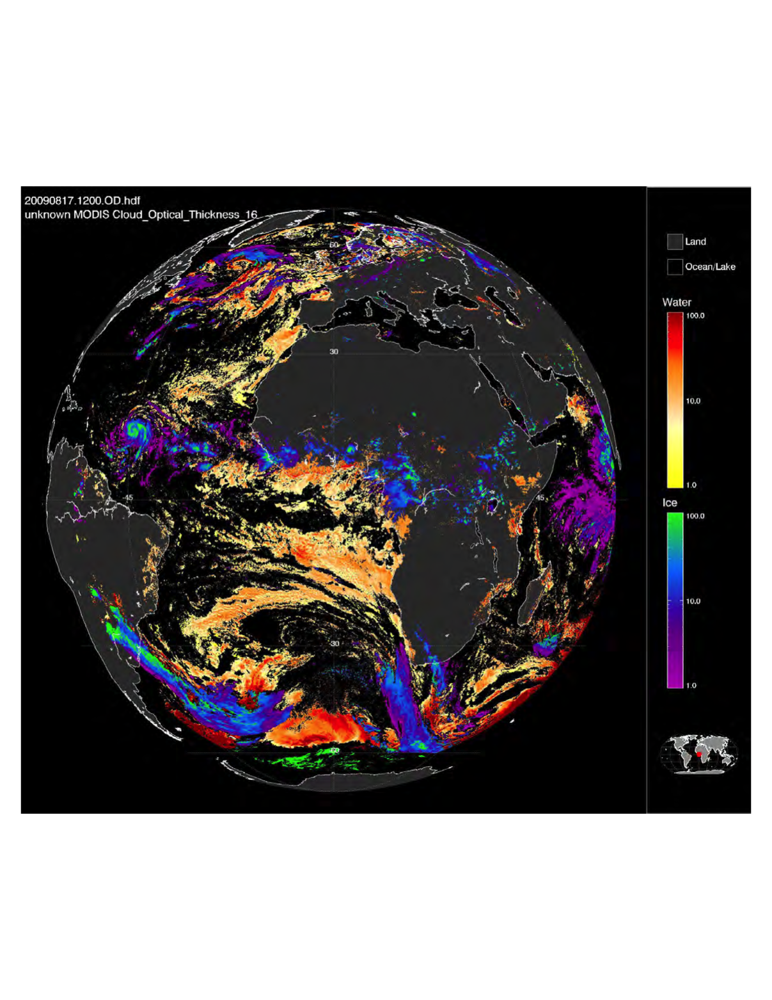 20090817.1200.OD.hdf
unknown MODIS Cloud_Optical_Thickness_16
Land
Ocean/Lake
Water
100.0
10.0
1.0
Ice
100.0
10.0
1.0
60
30
-45
45
-30
-60